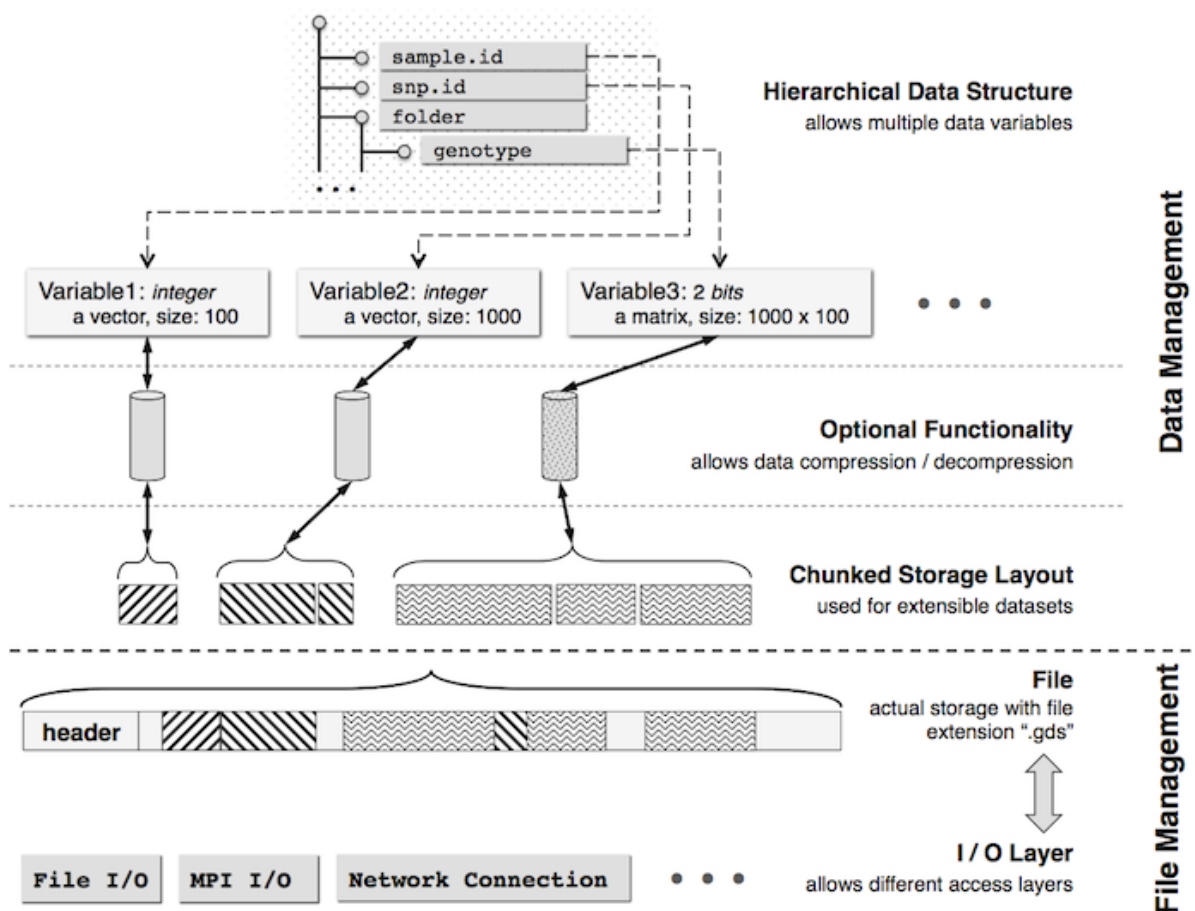 sample.id
snp.id
folder
genotype
...
Hierarchical Data Structure
allows multiple data variables
Variable1: integer
a vector, size: 100
Variable2: integer
a vector, size: 1000
Variable3: 2 bits
a matrix, size: 1000 x 100
Data Management
Optional Functionality
allows data compression / decompression
Chunked Storage Layout
used for extensible datasets
header
File
actual storage with file
extension “.gds”
File Management
I / O Layer
allows different access layers
File I/O
MPI I/O
Network Connection